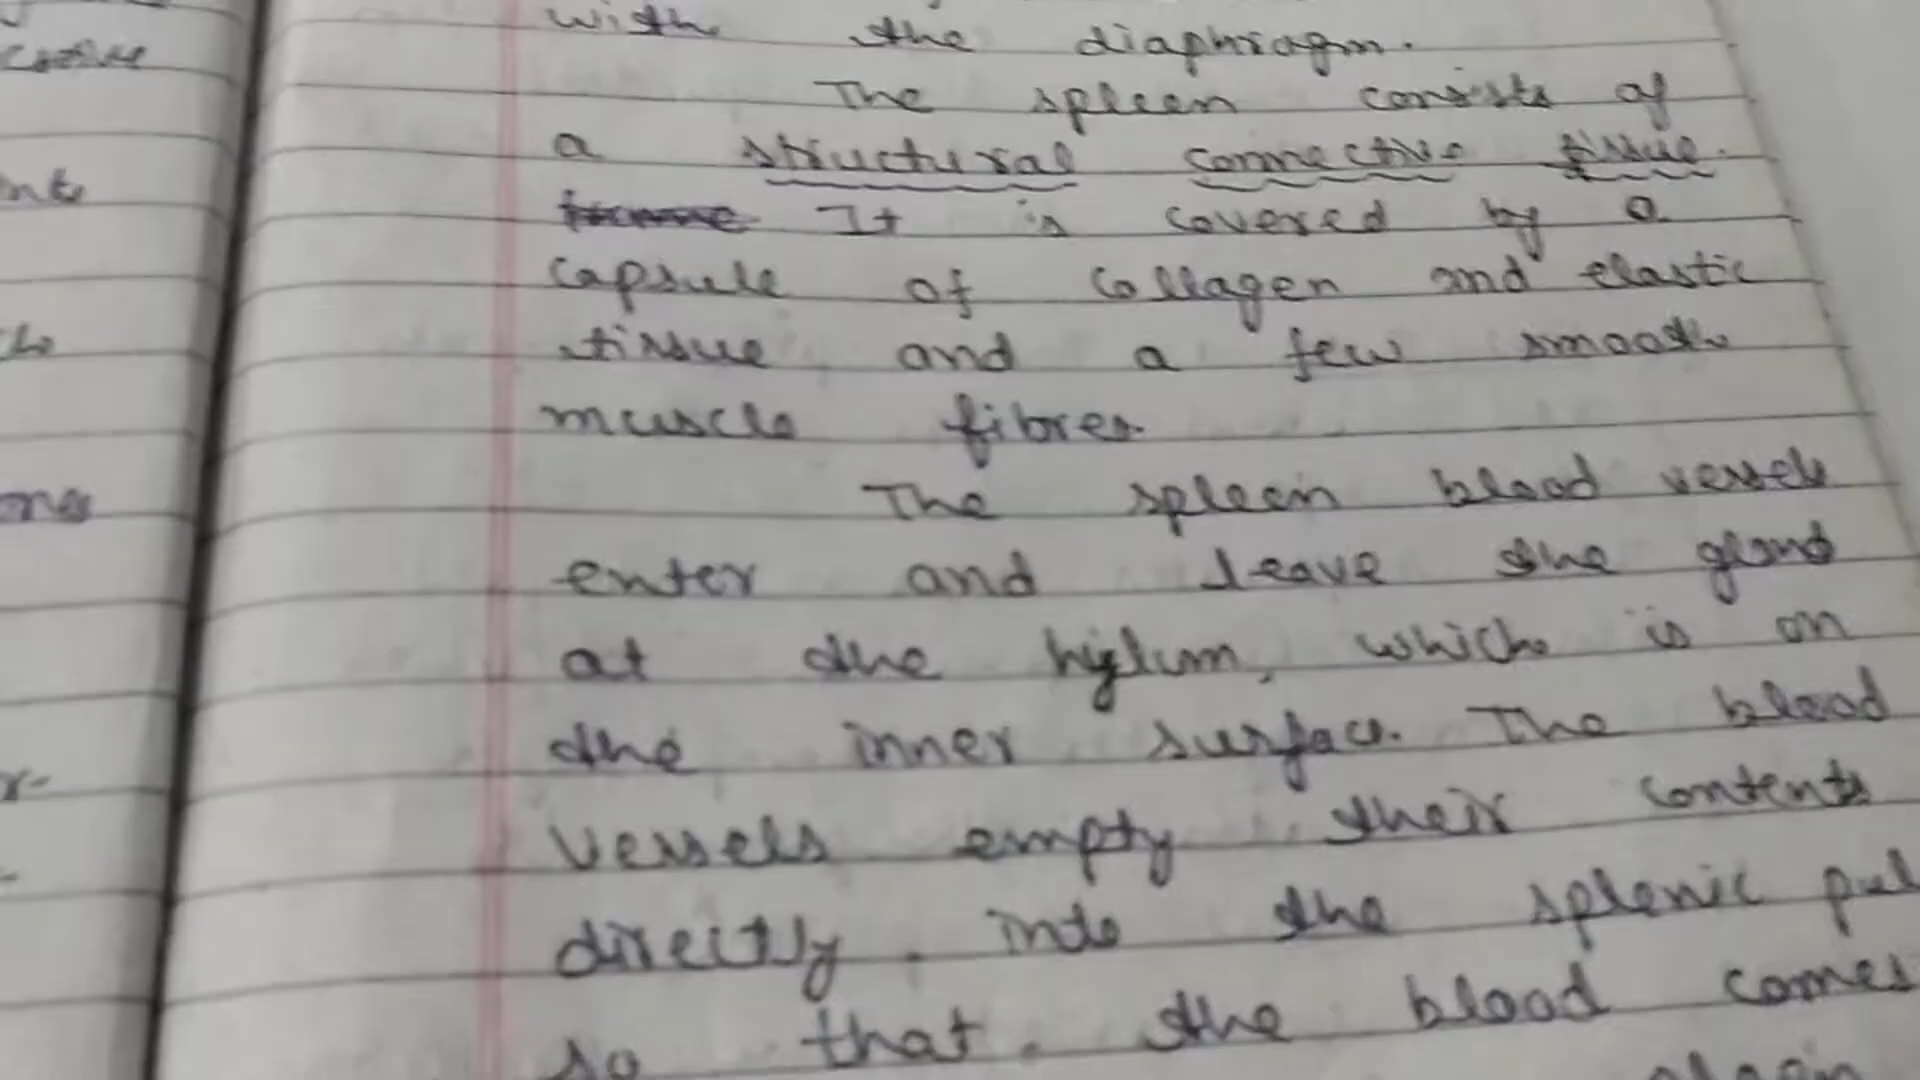 with the diaphragm.
The spleen consists of
a structural connective tissue.
It is covered by a
capsule of collagen and elastic
tissue and a few smooth
muscle fibres.
The spleen blood vessels
enter and leave the gland
at the hylum, which is on
the inner surface. The blood
vessels empty their contents
directly into the splenic pul
so that the blood comes